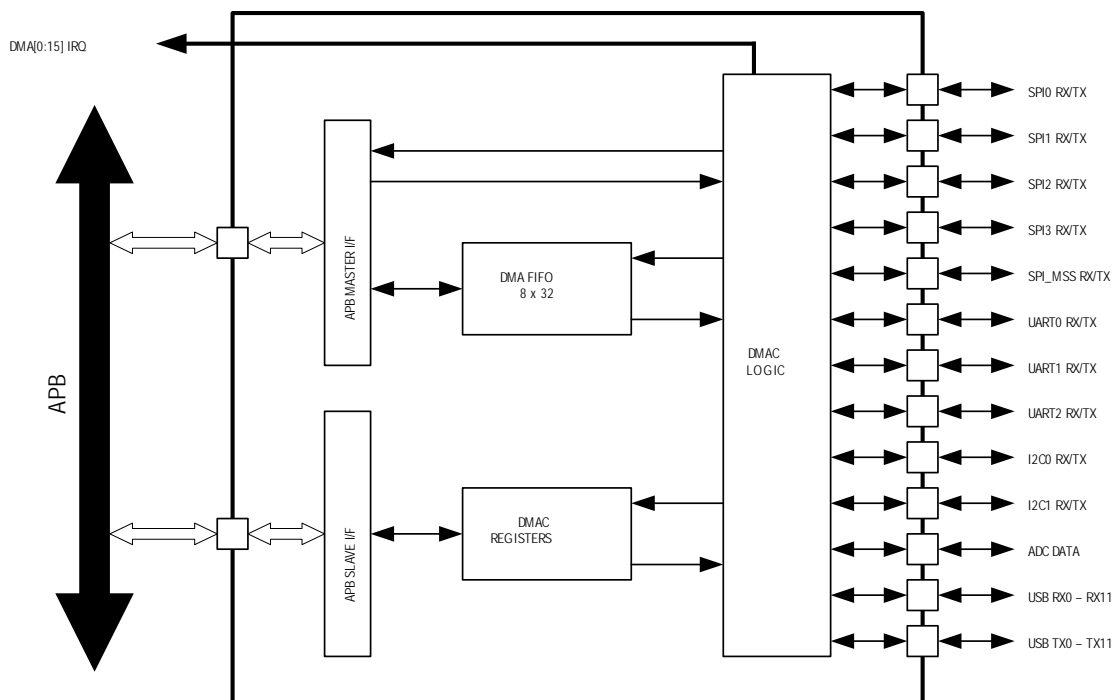 DMA[0:15] IRQ
APB
APB MASTER I/F
DMA FIFO
8 x 32
APB SLAVE I/F
DMAC
REGISTERS
DMAC
LOGIC
SPI0 RX/TX
SPI1 RX/TX
SPI2 RX/TX
SPI3 RX/TX
SPI_MSS RX/TX
UART0 RX/TX
UART1 RX/TX
UART2 RX/TX
I2C0 RX/TX
I2C1 RX/TX
ADC DATA
USB RX0 – RX11
USB TX0 – TX11